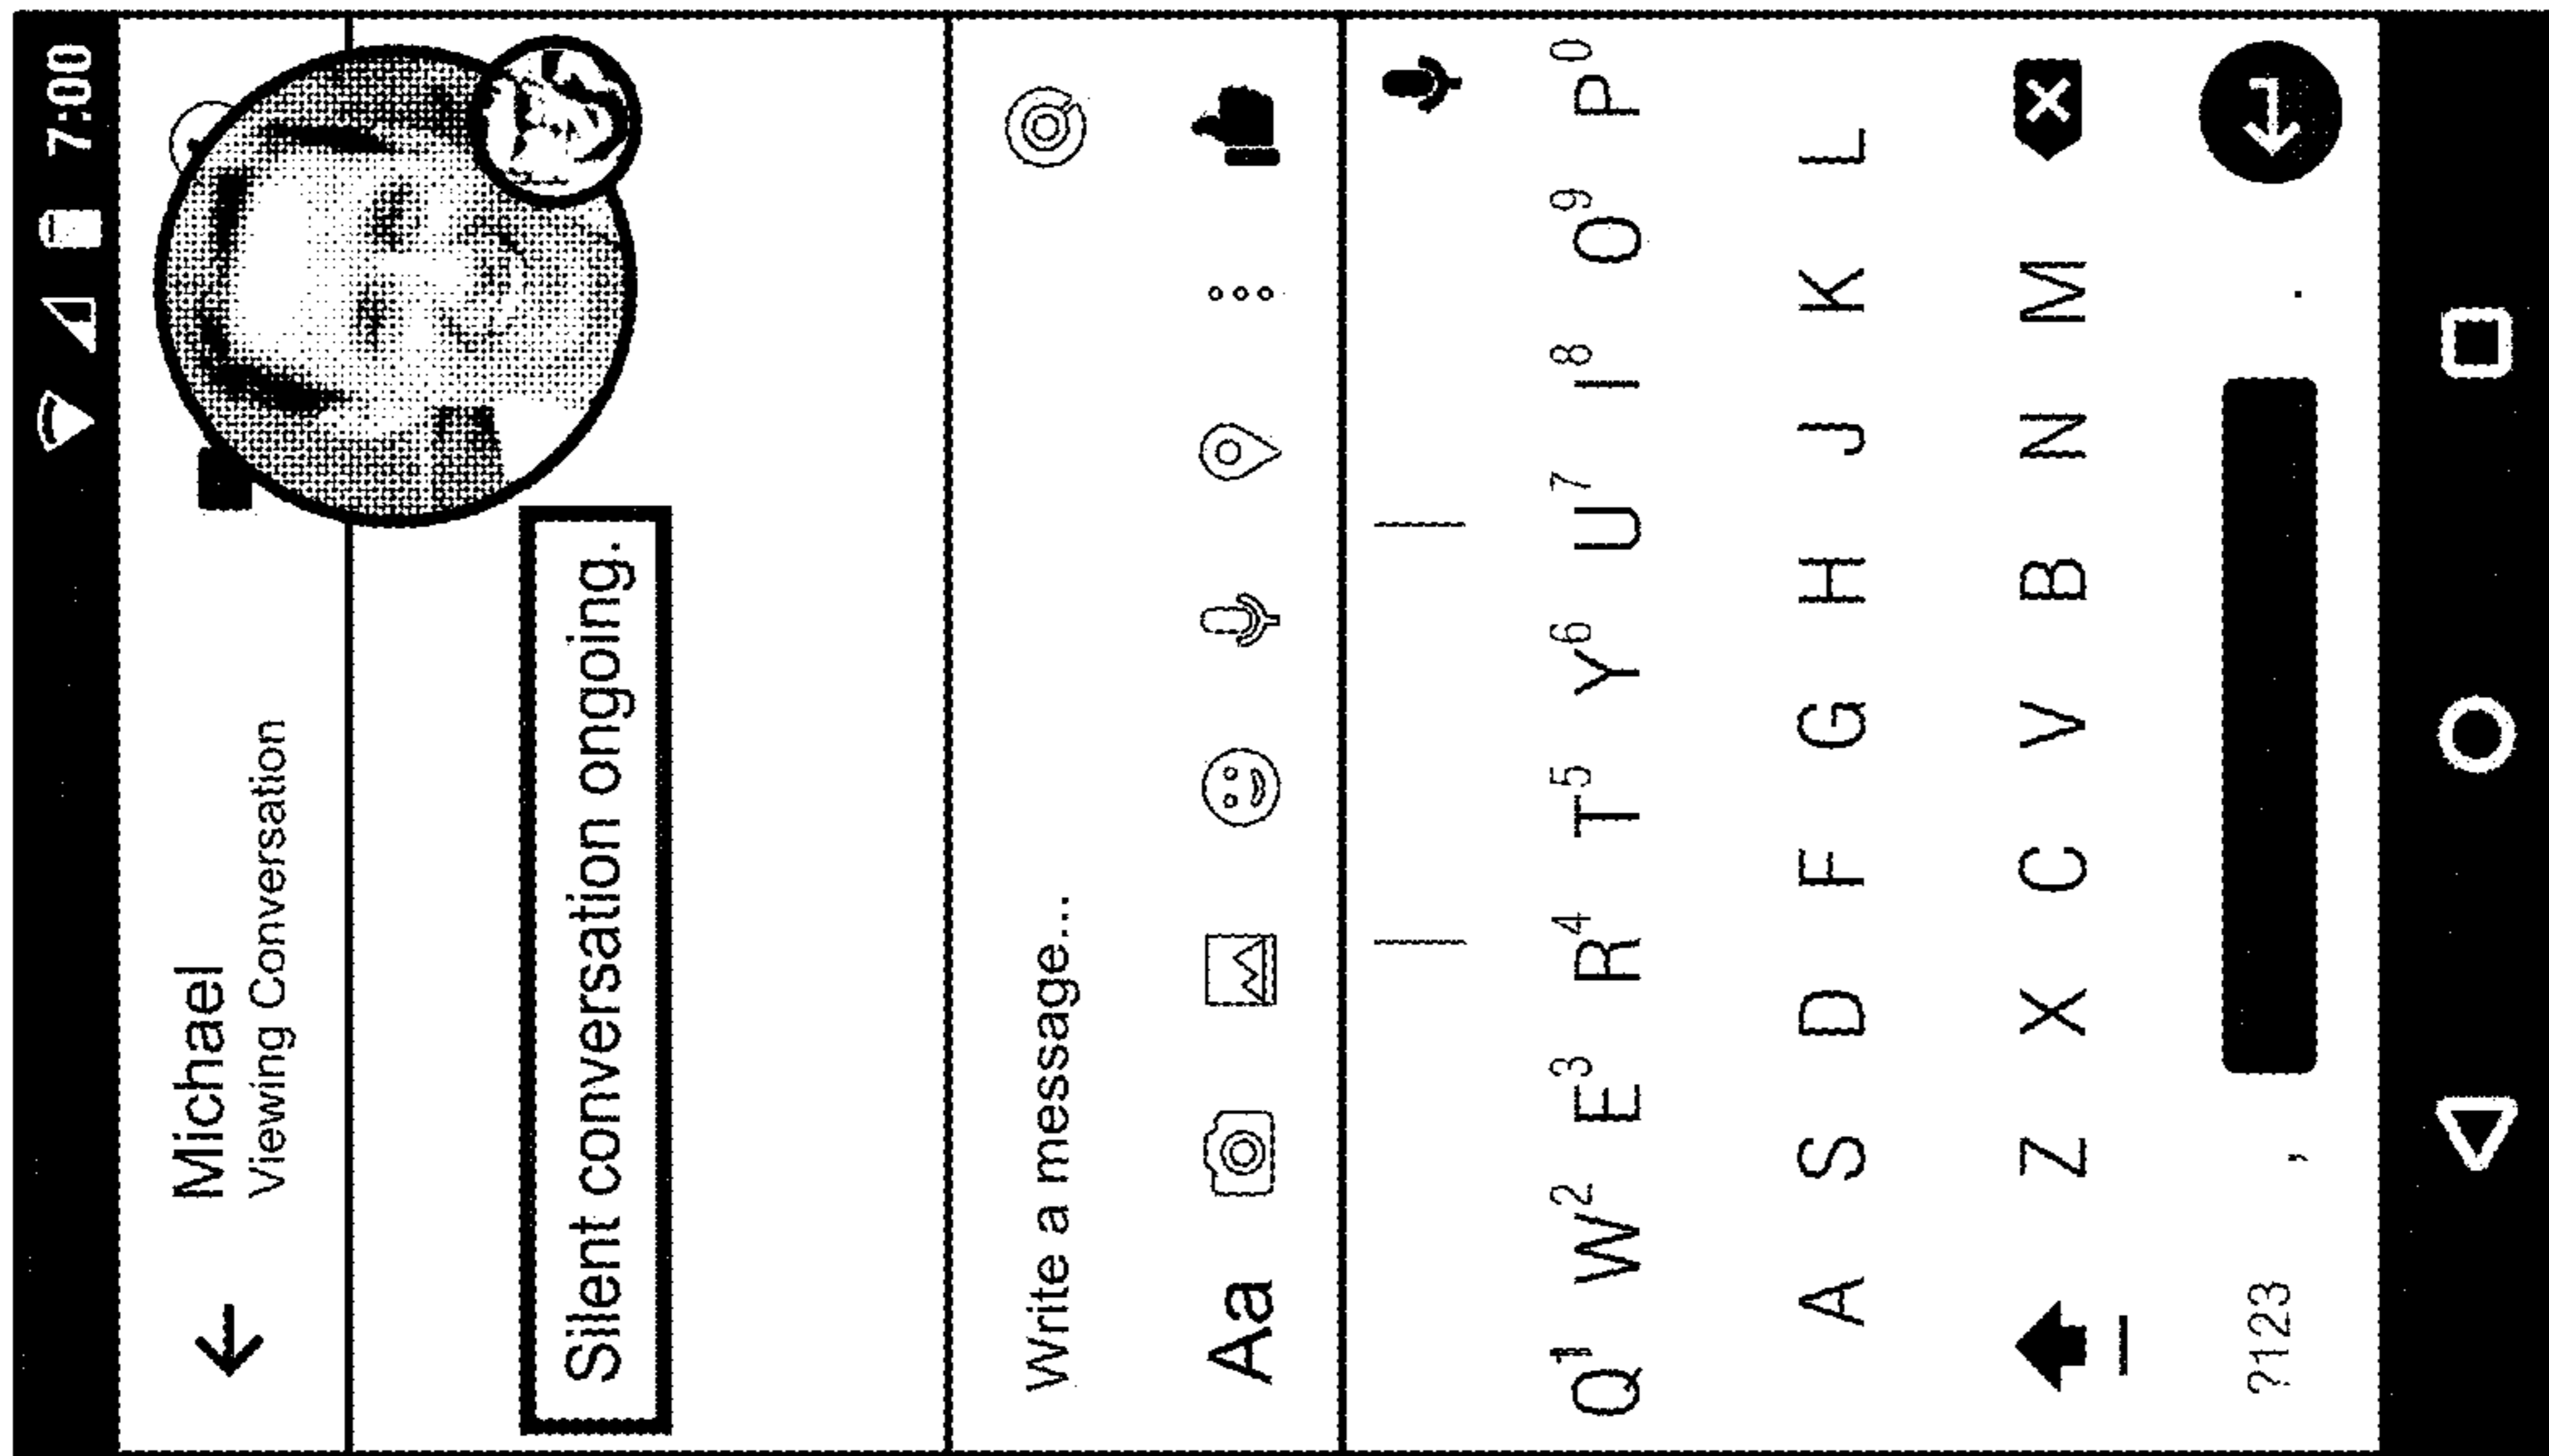 7:00
Michael
Viewing Conversation
Silent conversation ongoing.
Write a message...
Aa
Q1 W2 E3 R4 T5 Y6 U7 I8 O9 P0
A S D F G H J K L
Z X C V B N M
?123 , .